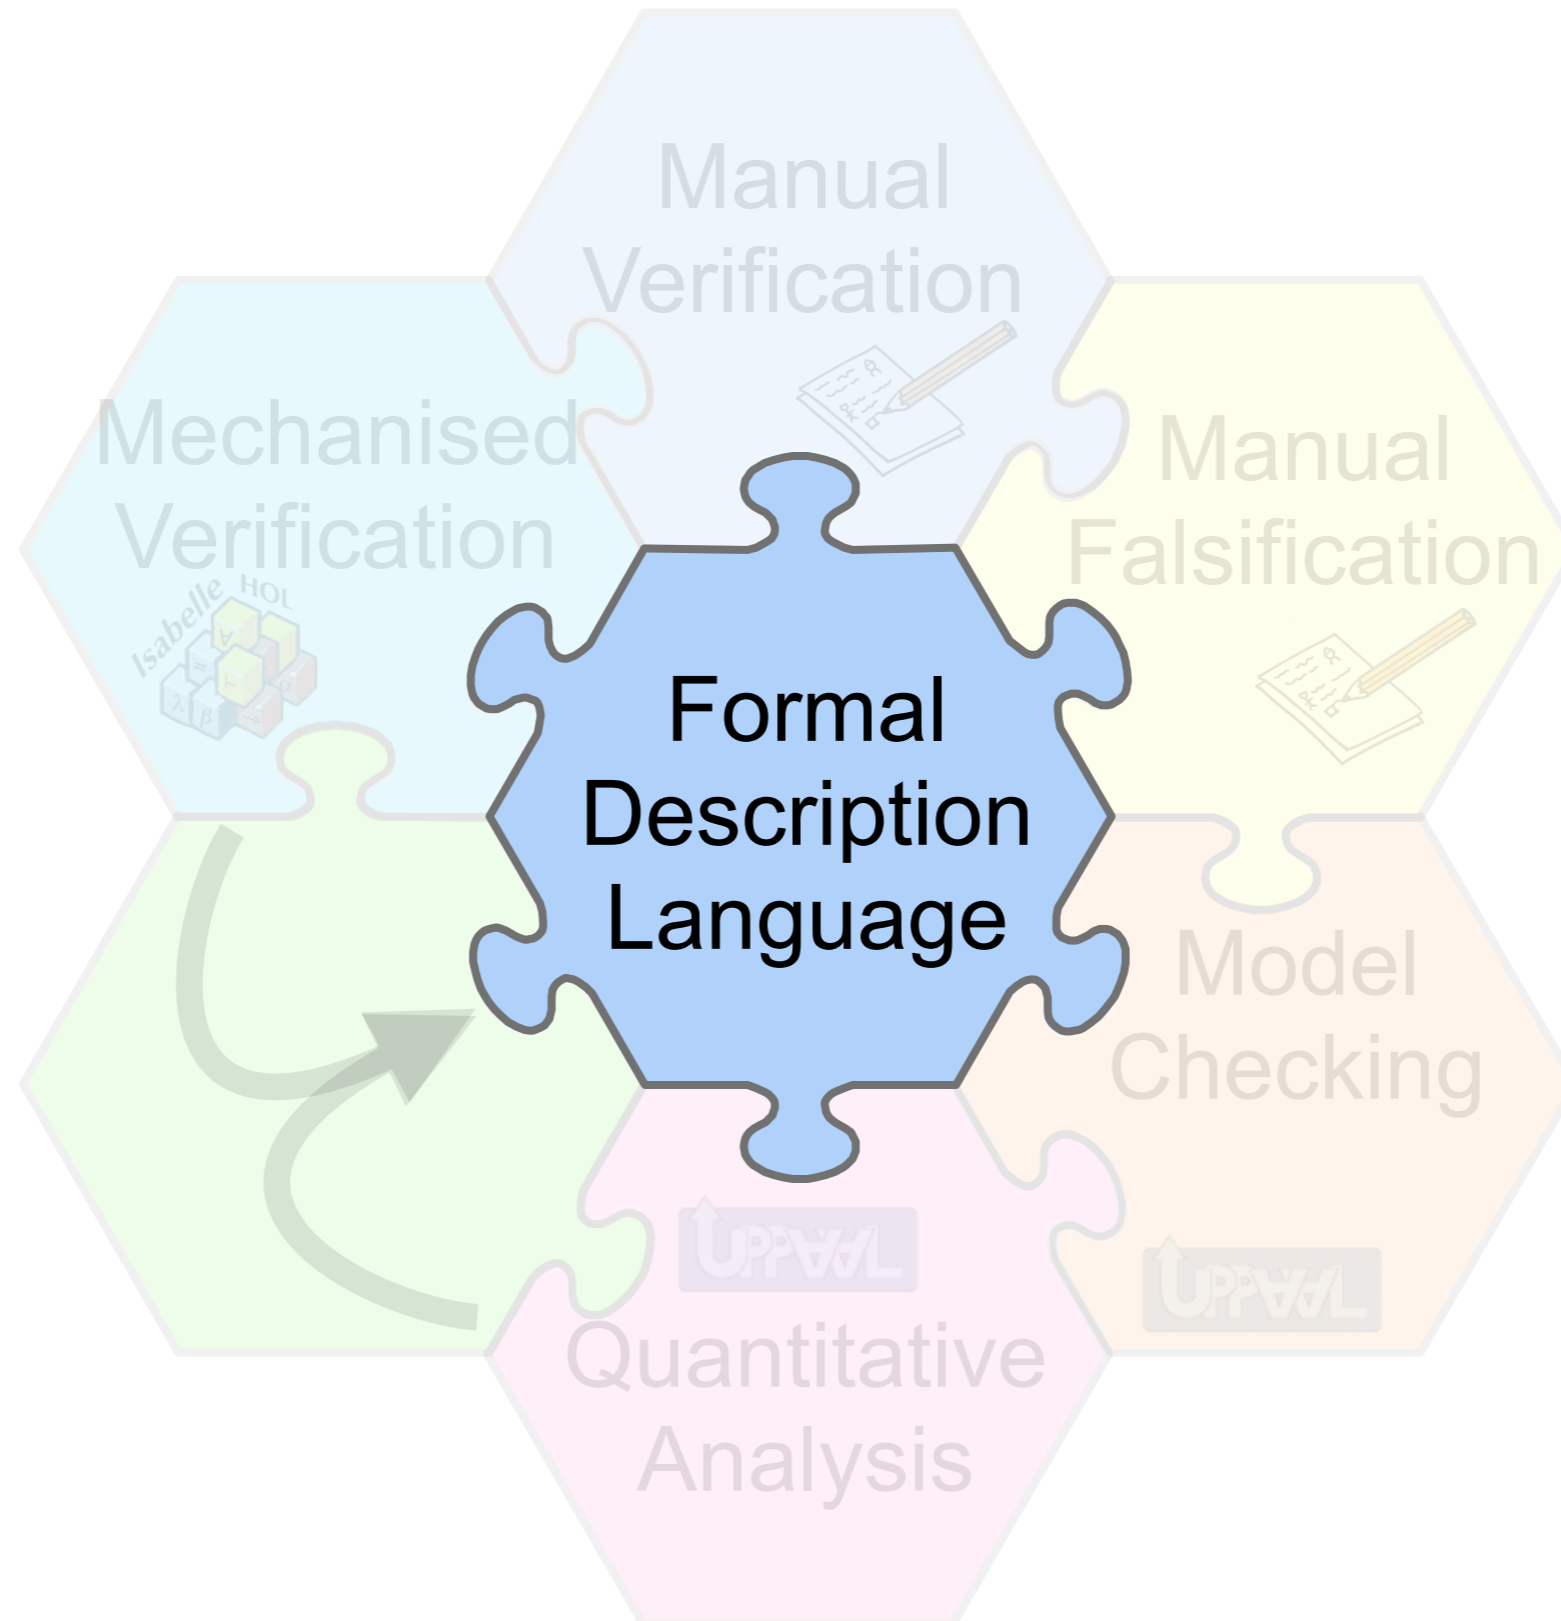 Manual
Verification
Mechanised
Verification
Isabelle
HOL
λ
β
α
Manual
Falsification
Formal
Description
Language
Model
Checking
UPPAAL
UPPAAL
Quantitative
Analysis